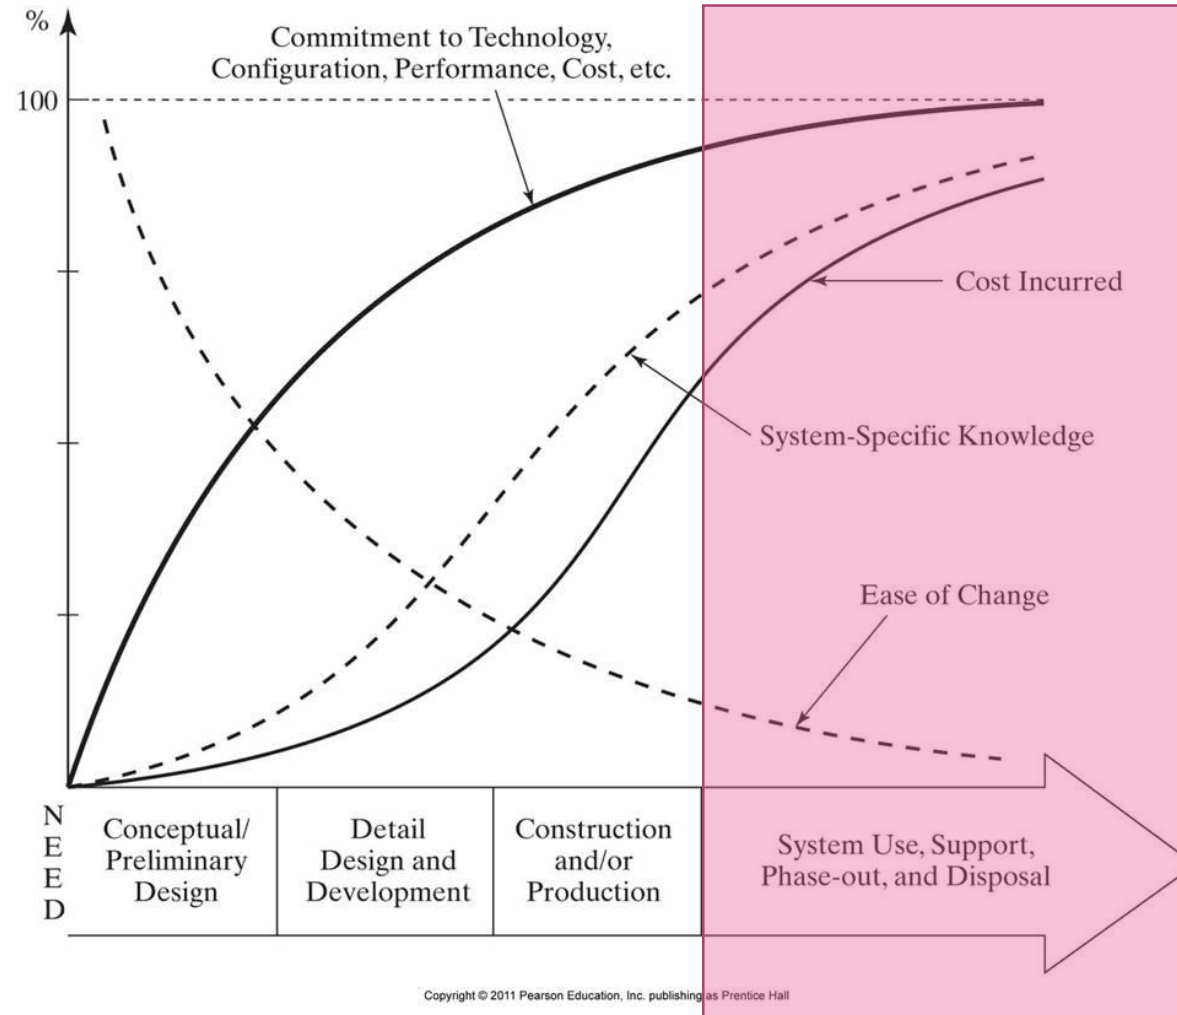 %
Commitment to Technology,
Configuration, Performance, Cost, etc.
100
Cost Incurred
System-Specific Knowledge
Ease of Change
NEED
Conceptual/
Preliminary
Design
Detail
Design and
Development
Construction
and/or
Production
System Use, Support,
Phase-out, and Disposal
Copyright © 2011 Pearson Education, Inc. publishing as Prentice Hall